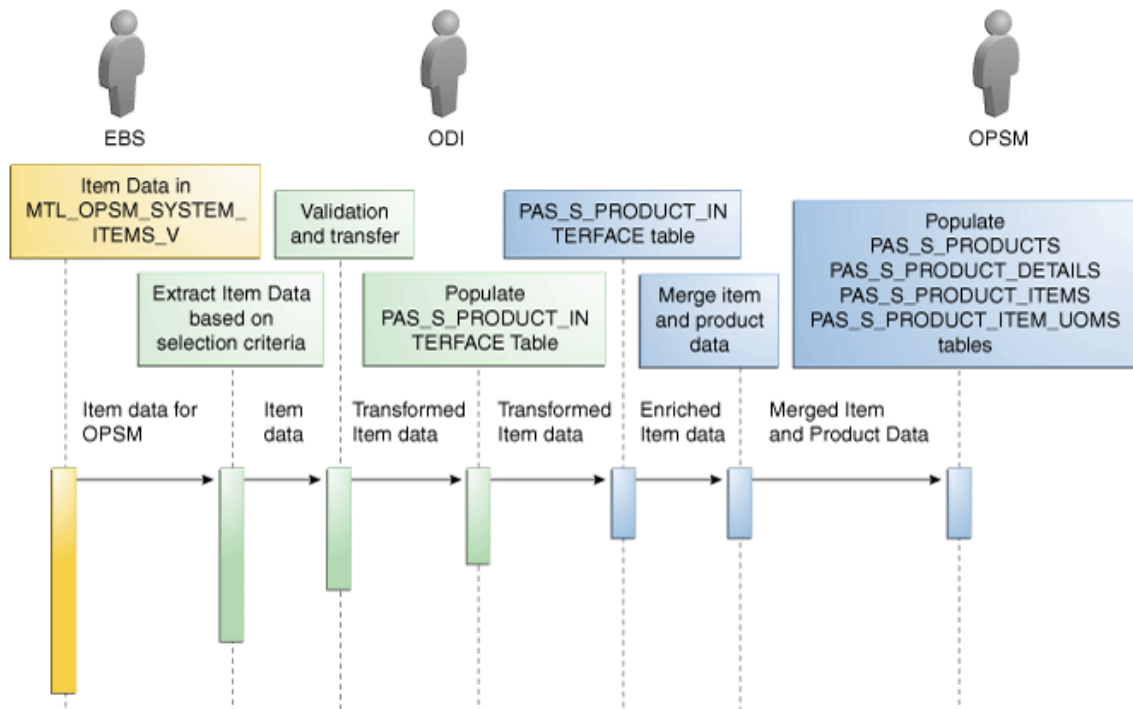 EBS
ODI
OPSM
Item Data in
MTL_OPSM_SYSTEM_
ITEMS_V
Extract Item Data
based on
selection criteria
Validation
and transfer
Populate
PAS_S_PRODUCT_IN
TERFACE Table
PAS_S_PRODUCT_IN
TERFACE table
Merge item
and product
data
Populate
PAS_S_PRODUCTS
PAS_S_PRODUCT_DETAILS
PAS_S_PRODUCT_ITEMS
PAS_S_PRODUCT_ITEM_UOMS
tables
Item data for
OPSM
Item
data
Transformed
Item data
Transformed
Item data
Enriched
Item data
Merged Item
and Product Data